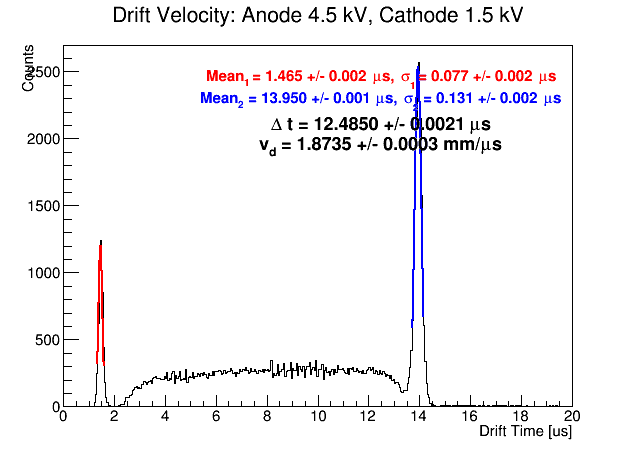 Drift Velocity: Anode 4.5 kV, Cathode 1.5 kV
Counts
Mean₁ = 1.465 +/- 0.002 μs, σ₁ = 0.077 +/- 0.002 μs
Mean₂ = 13.950 +/- 0.001 μs, σ₂ = 0.131 +/- 0.002 μs
Δ t = 12.4850 +/- 0.0021 μs
v_d = 1.8735 +/- 0.0003 mm/μs
2500
2000
1500
1000
500
0
0 2 4 6 8 10 12 14 16 18 20
Drift Time [us]